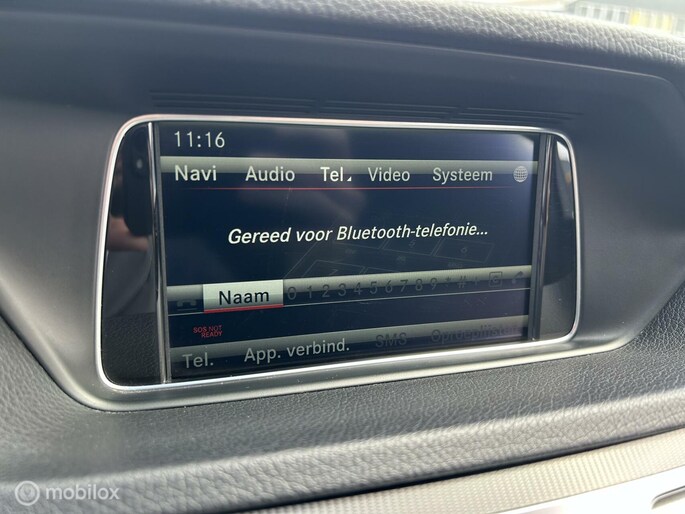 11:16
Navi Audio Tel. Video Systeem
Gereed voor Bluetooth-telefonie...
Naam 0 1 2 3 4 5 6 7 8 9 * # +
SOS NOT
READY
Tel. App. verbind. SMS Oproeplijsten
mobilox